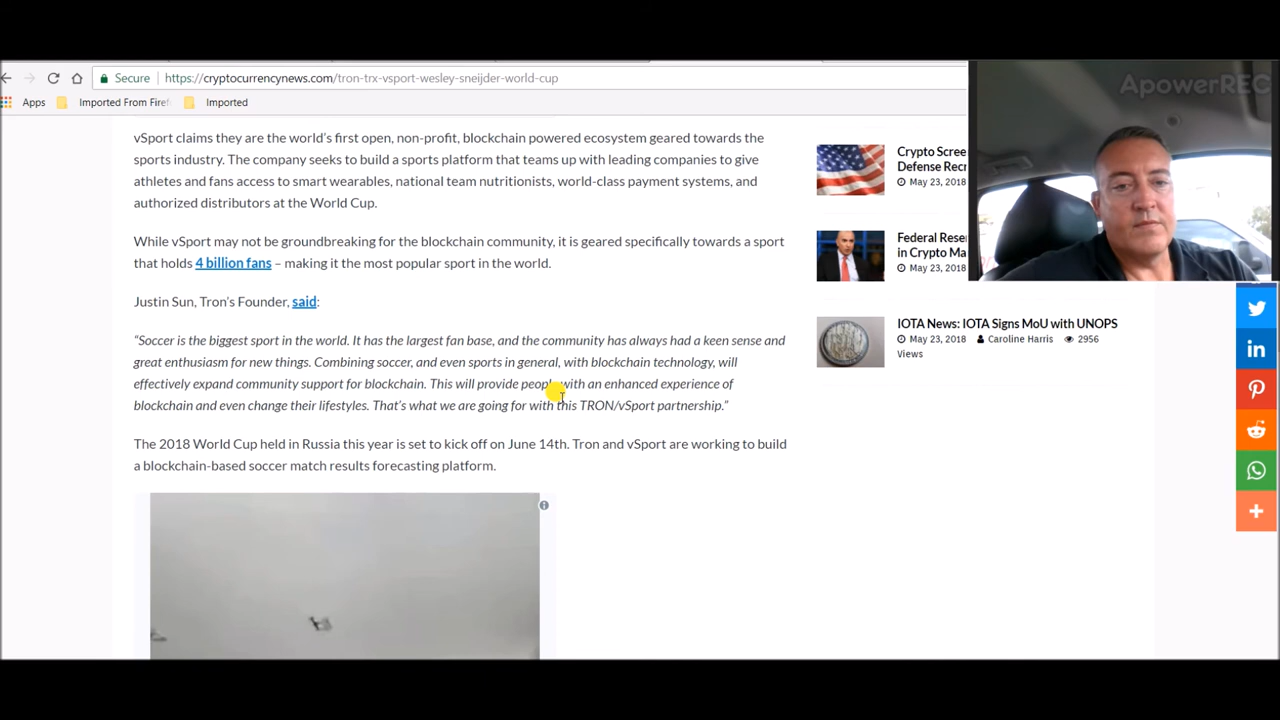 ApowerREC
Secure
https://cryptocurrencynews.com/tron-trx-vsport-wesley-sneijder-world-cup
Apps
Imported From Firef
Imported
vSport claims they are the world's first open, non-profit, blockchain powered ecosystem geared towards the
sports industry. The company seeks to build a sports platform that teams up with leading companies to give
athletes and fans access to smart wearables, national team nutritionists, world-class payment systems, and
authorized distributors at the World Cup.
While vSport may not be groundbreaking for the blockchain community, it is geared specifically towards a sport
that holds 4 billion fans – making it the most popular sport in the world.
Justin Sun, Tron's Founder, said:
“Soccer is the biggest sport in the world. It has the largest fan base, and the community has always had a keen sense and
great enthusiasm for new things. Combining soccer, and even sports in general, with blockchain technology, will
effectively expand community support for blockchain. This will provide people with an enhanced experience of
blockchain and even change their lifestyles. That's what we are going for with this TRON/vSport partnership.”
The 2018 World Cup held in Russia this year is set to kick off on June 14th. Tron and vSport are working to build
a blockchain-based soccer match results forecasting platform.
Crypto Scree
Defense Recr
May 23, 2018
Federal Rese
in Crypto Ma
May 23, 2018
IOTA News: IOTA Signs MoU with UNOPS
May 23, 2018 Caroline Harris 2956
Views